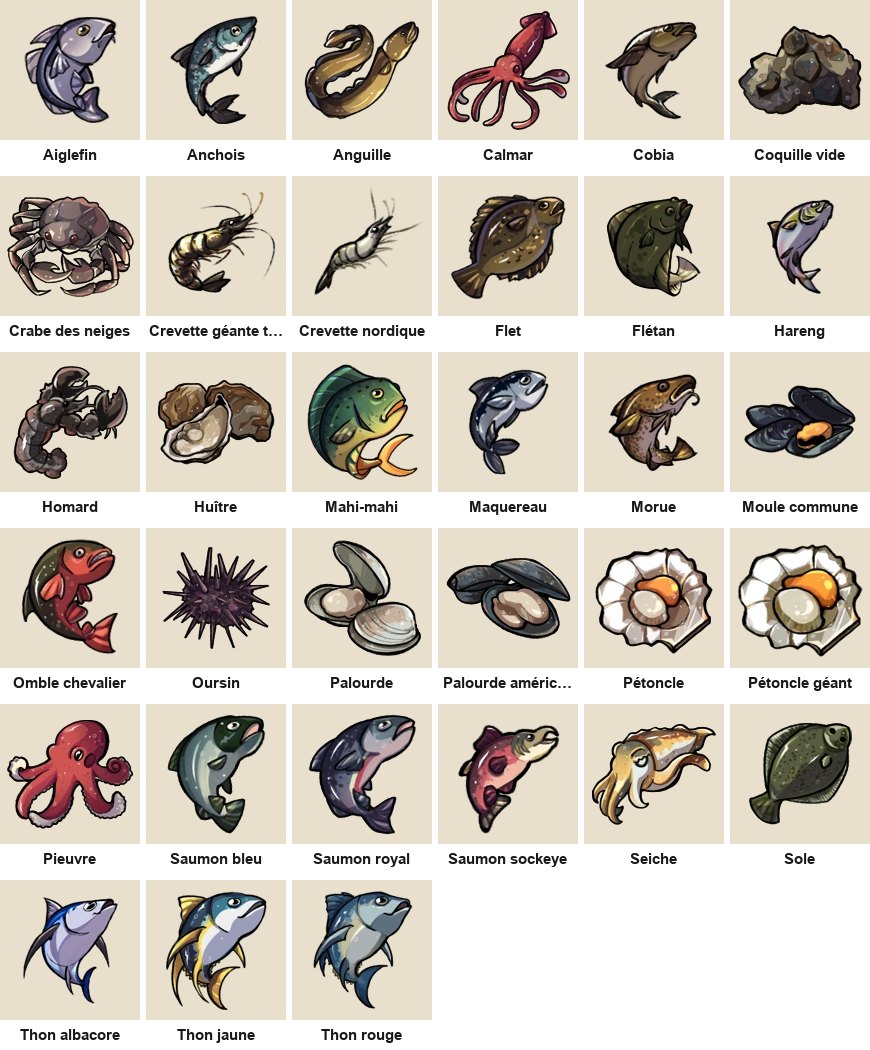 Aiglefin
Anchois
Anguille
Calmar
Cobia
Coquille vide
Crabe des neiges
Crevette géante t...
Crevette nordique
Flet
Flétan
Hareng
Homard
Huître
Mahi-mahi
Maquereau
Morue
Moule commune
Omble chevalier
Oursin
Palourde
Palourde améric...
Pétoncle
Pétoncle géant
Pieuvre
Saumon bleu
Saumon royal
Saumon sockeye
Seiche
Sole
Thon albacore
Thon jaune
Thon rouge